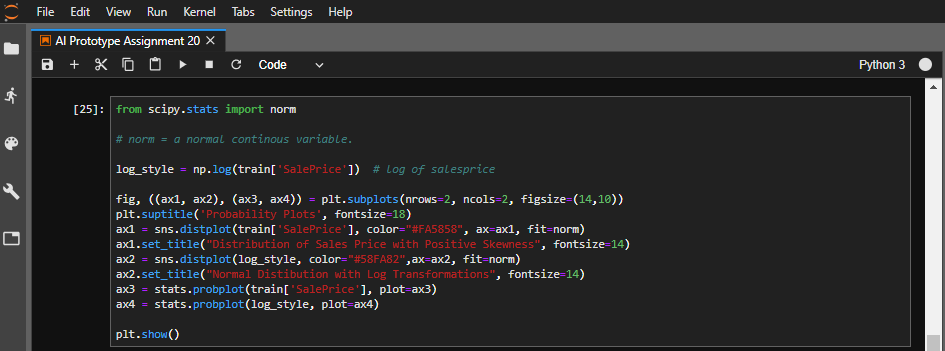 File Edit View Run Kernel Tabs Settings Help
AI Prototype Assignment 20
Code
Python 3
[25]: from scipy.stats import norm
# norm = a normal continous variable.
log_style = np.log(train['SalePrice']) # log of salesprice
fig, ((ax1, ax2), (ax3, ax4)) = plt.subplots(nrows=2, ncols=2, figsize=(14,10))
plt.suptitle('Probability Plots', fontsize=18)
ax1 = sns.distplot(train['SalePrice'], color="#FA5858", ax=ax1, fit=norm)
ax1.set_title("Distribution of Sales Price with Positive Skewness", fontsize=14)
ax2 = sns.distplot(log_style, color="#58FA82",ax=ax2, fit=norm)
ax2.set_title("Normal Distibution with Log Transformations", fontsize=14)
ax3 = stats.probplot(train['SalePrice'], plot=ax3)
ax4 = stats.probplot(log_style, plot=ax4)
plt.show()